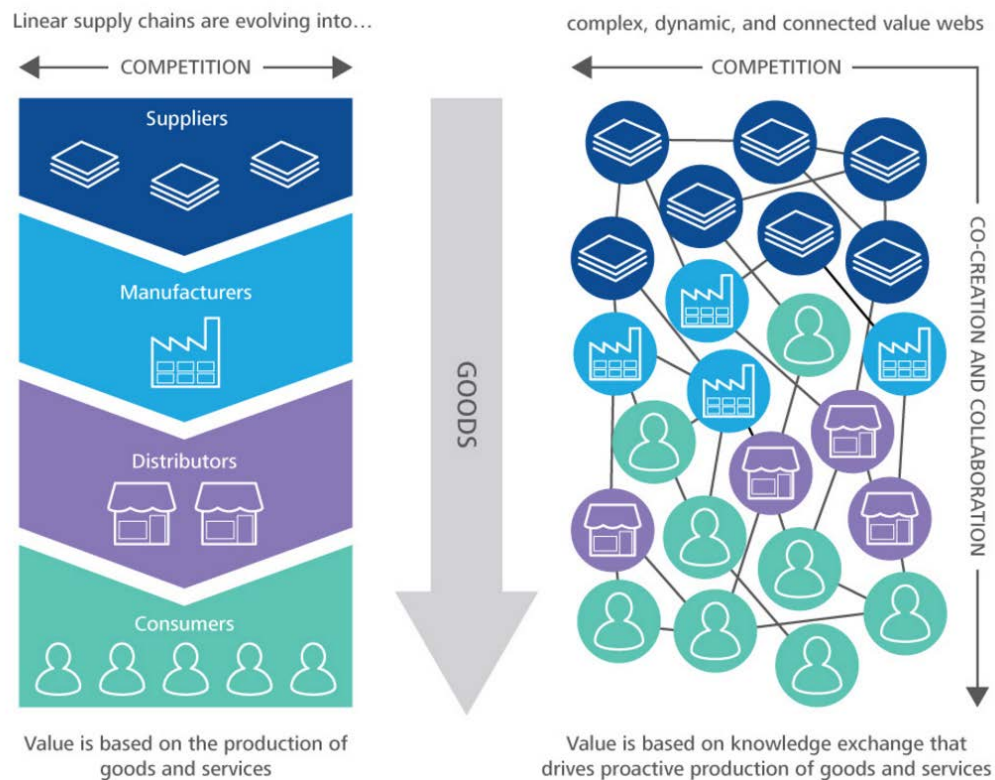 Linear supply chains are evolving into…
complex, dynamic, and connected value webs
COMPETITION
COMPETITION
Suppliers
Manufacturers
Distributors
Consumers
GOODS
CO-CREATION AND COLLABORATION
Value is based on the production of
goods and services
Value is based on knowledge exchange that
drives proactive production of goods and services